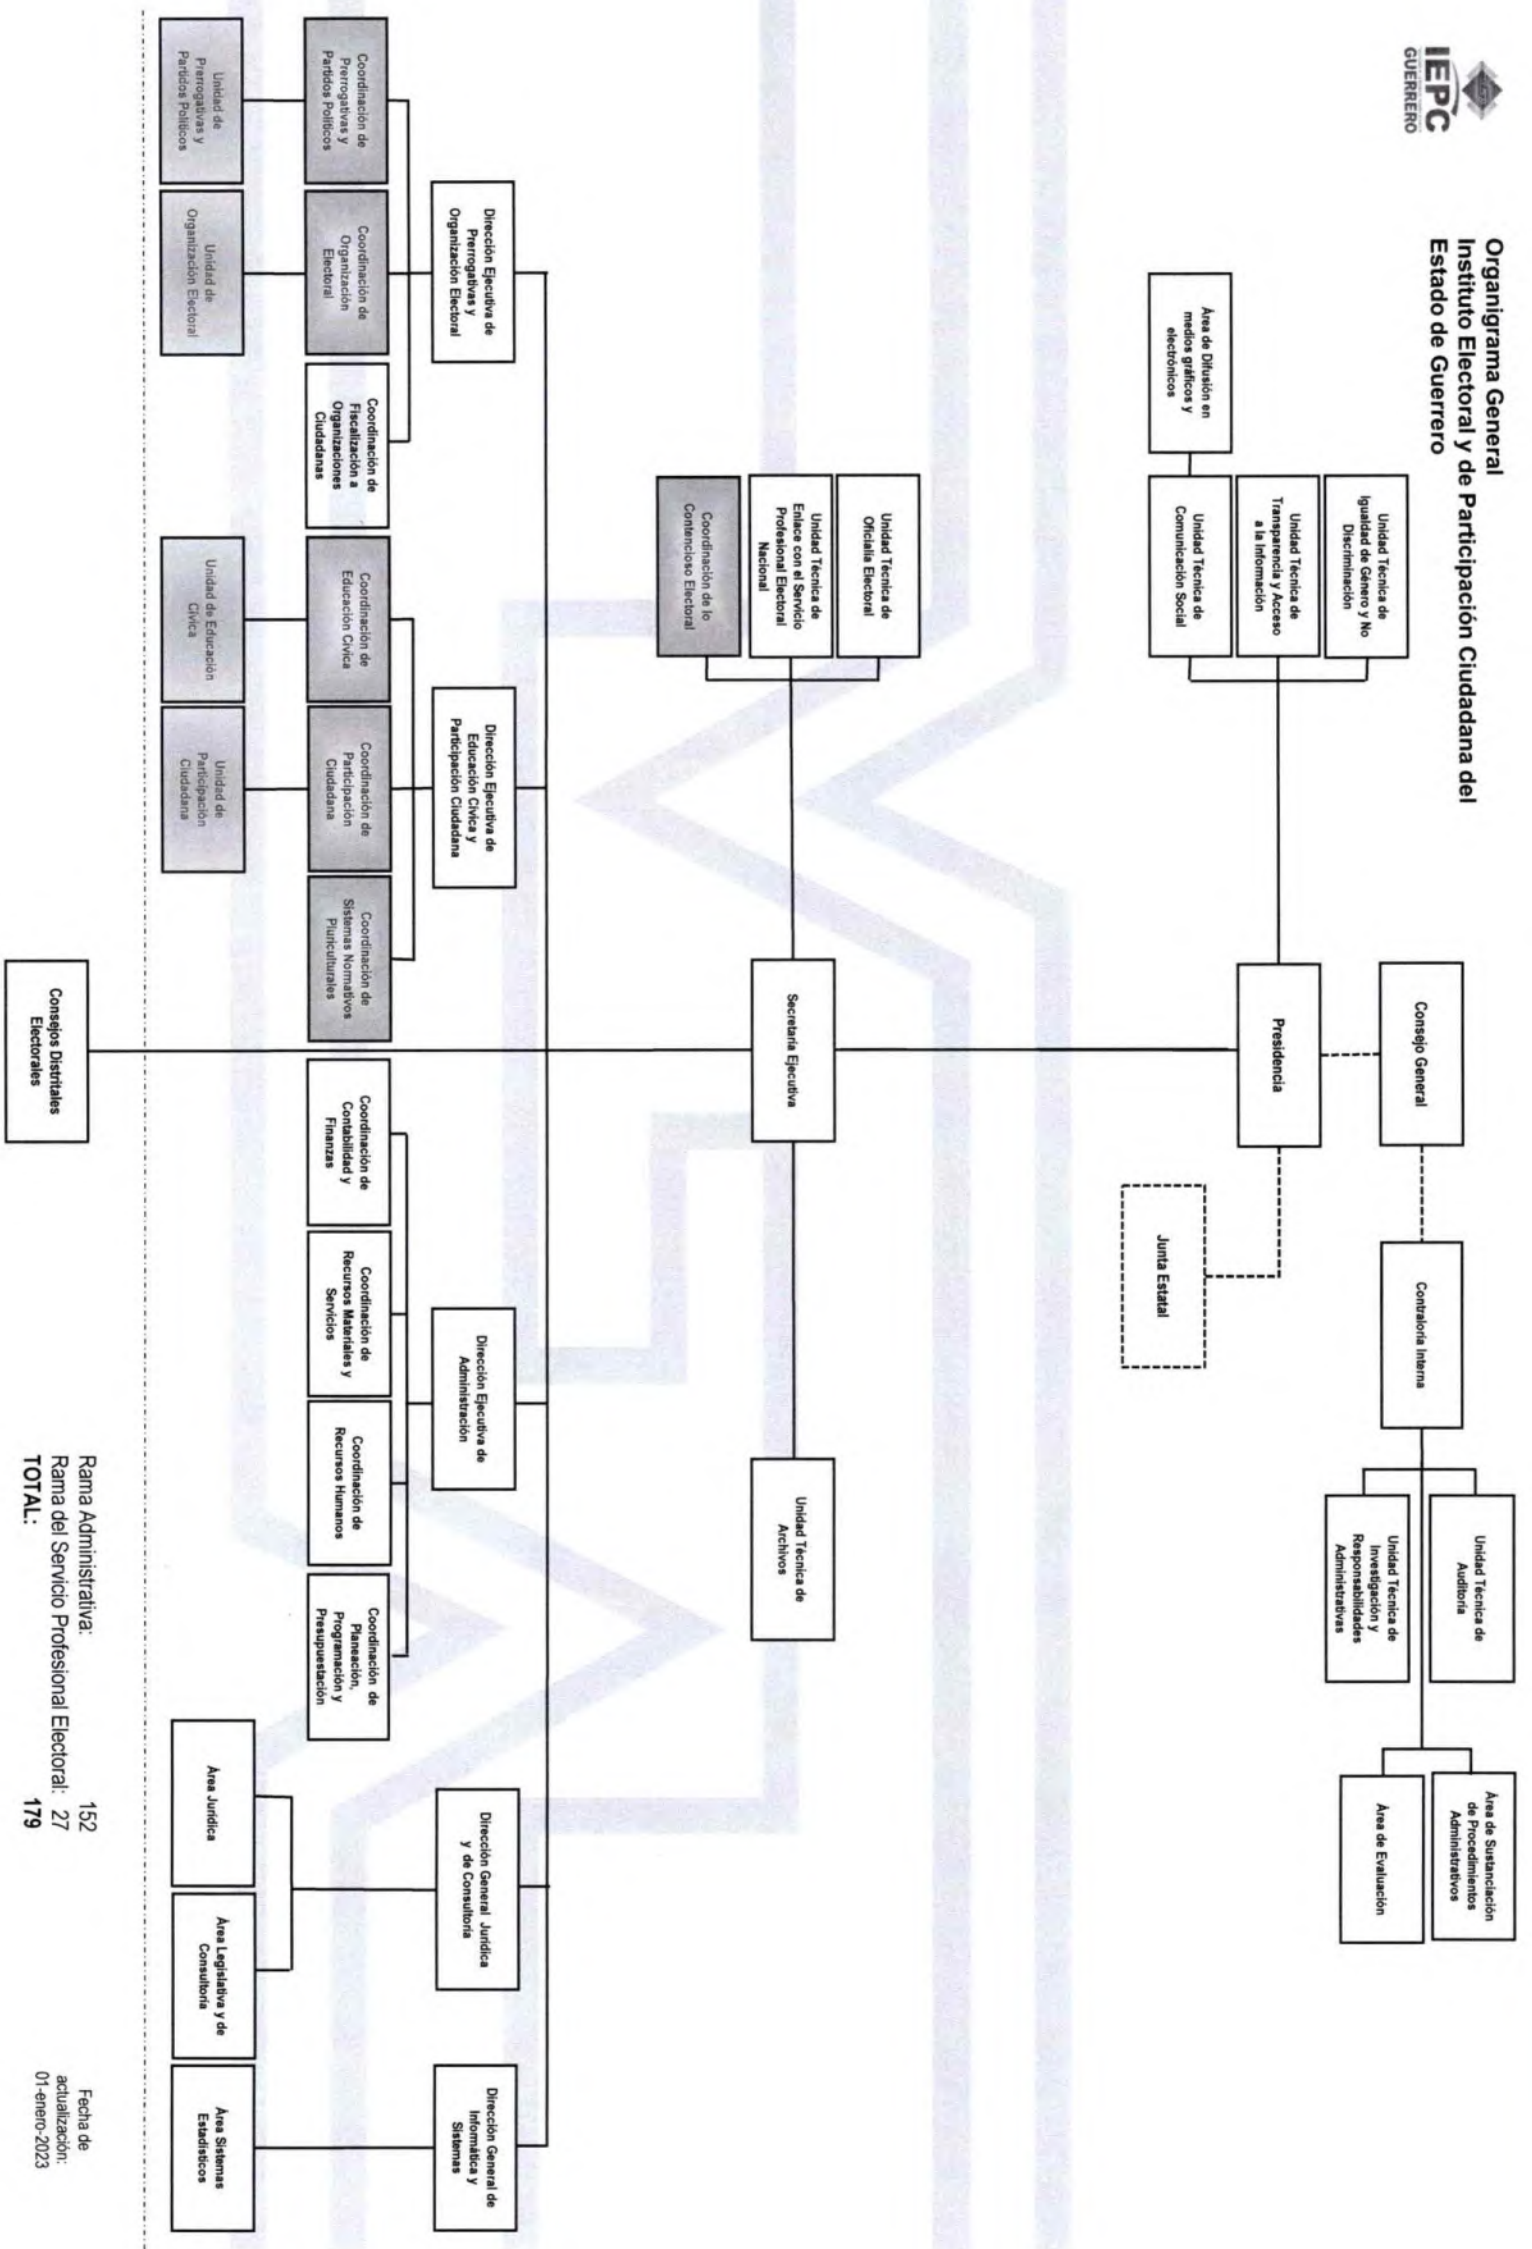 IEPC
GUERRERO
Organigrama General
Instituto Electoral y de Participación Ciudadana del
Estado de Guerrero
Consejo General
Contraloría Interna
Unidad Técnica de
Auditoría
Unidad Técnica de
Investigación y
Responsabilidades
Administrativas
Área de Sustanciación
de Procedimientos
Administrativos
Área de Evaluación
Presidencia
Junta Estatal
Unidad Técnica de
Igualdad de Género y No
Discriminación
Unidad Técnica de
Transparencia y Acceso
a la Información
Unidad Técnica de
Comunicación Social
Área de Difusión en
medios gráficos y
electrónicos
Secretaría Ejecutiva
Unidad Técnica de
Oficialía Electoral
Unidad Técnica de
Enlace con el Servicio
Profesional Electoral
Nacional
Coordinación de lo
Contencioso Electoral
Unidad Técnica de
Archivos
Dirección Ejecutiva de
Prerrogativas y
Organización Electoral
Coordinación de
Prerrogativas y
Partidos Políticos
Coordinación de
Organización
Electoral
Coordinación de
Fiscalización a
Organizaciones
Ciudadanas
Unidad de
Prerrogativas y
Partidos Políticos
Unidad de
Organización Electoral
Dirección Ejecutiva de
Educación Cívica y
Participación Ciudadana
Coordinación de
Educación Cívica
Coordinación de
Participación
Ciudadana
Coordinación de
Sistemas Normativos
Pluriculturales
Unidad de Educación
Cívica
Unidad de
Participación
Ciudadana
Dirección Ejecutiva de
Administración
Coordinación de
Contabilidad y
Finanzas
Coordinación de
Recursos Materiales y
Servicios
Coordinación de
Recursos Humanos
Coordinación de
Planeación,
Programación y
Presupuestación
Dirección General Jurídica
y de Consultoría
Área Jurídica
Área Legislativa y de
Consultoría
Dirección General de
Informática y
Sistemas
Área Sistemas
Estadísticos
Consejos Distritales
Electorales
Rama Administrativa: 152
Rama del Servicio Profesional Electoral: 27
TOTAL: 179
Fecha de
actualización:
01-enero-2023